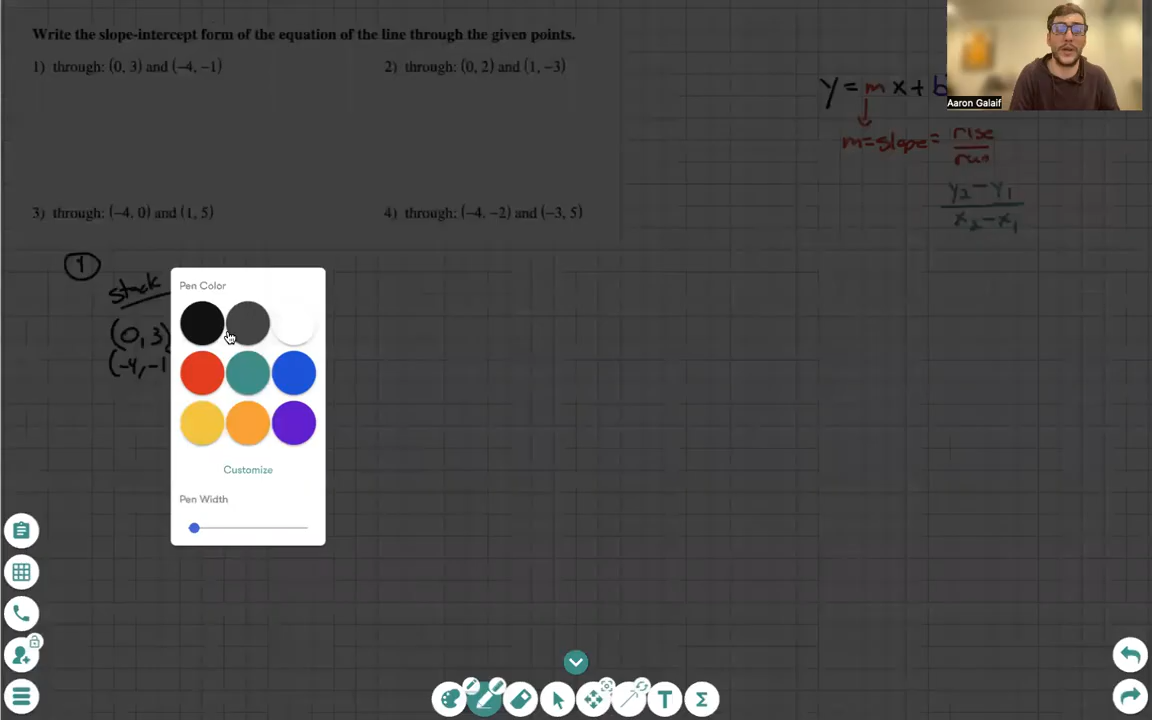 Write the slope-intercept form of the equation of the line through the given points.
1) through: (0, 3) and (−4, −1)
2) through: (0, 2) and (1, −3)
y = mx + b
Aaron Galaif
m = slope = rise
run
y₂ − y₁
x₂ − x₁
3) through: (−4, 0) and (1, 5)
4) through: (−4, −2) and (−3, 5)
1
stack
(0, 3)
(-4, -1
Pen Color
Customize
Pen Width
T
Σ